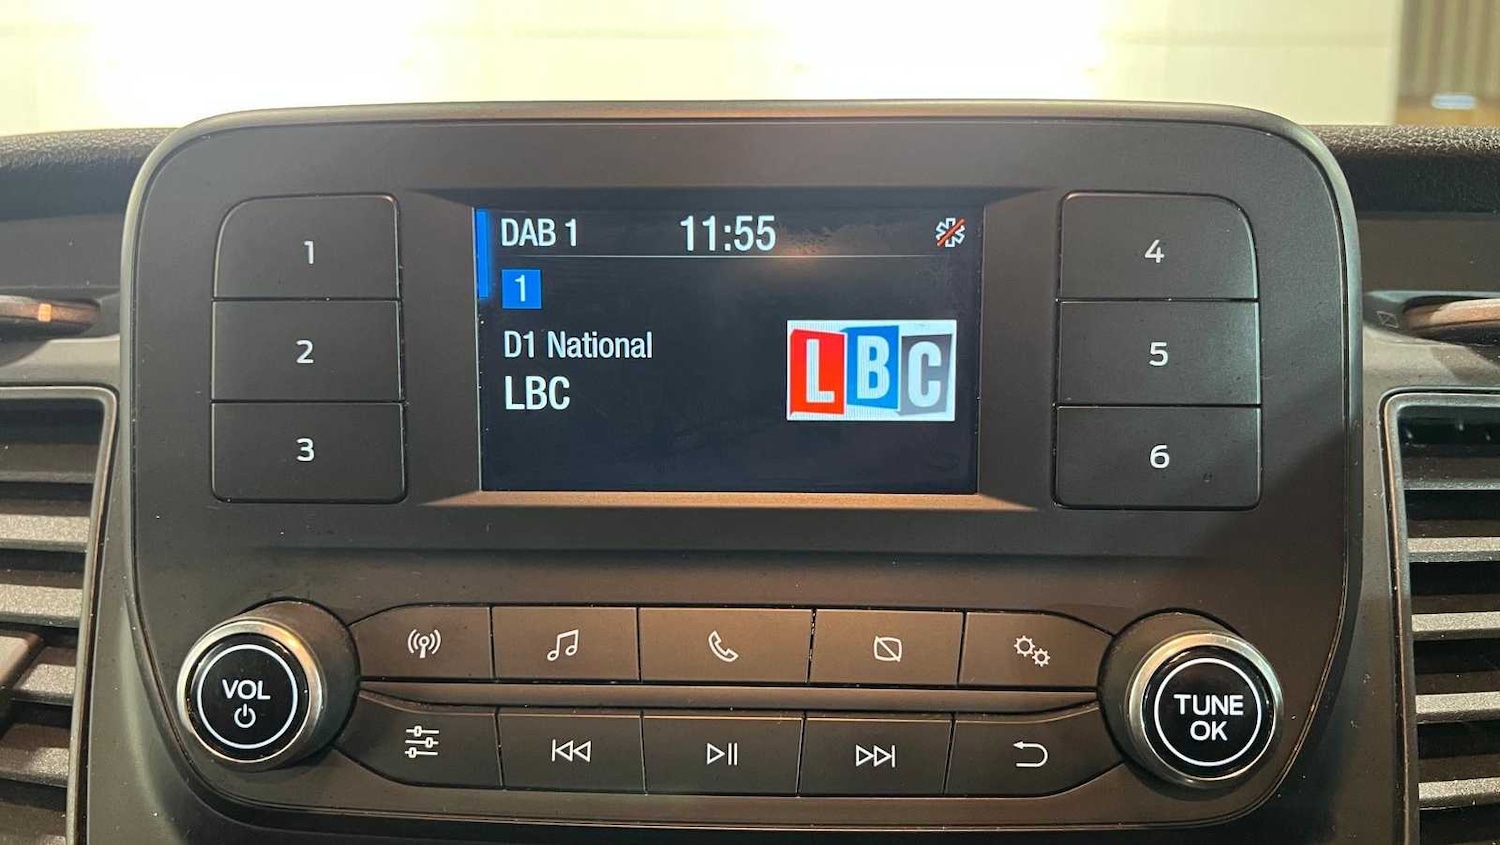 DAB 1
11:55
1
D1 National
LBC
LBC
1
2
3
4
5
6
VOL
TUNE
OK